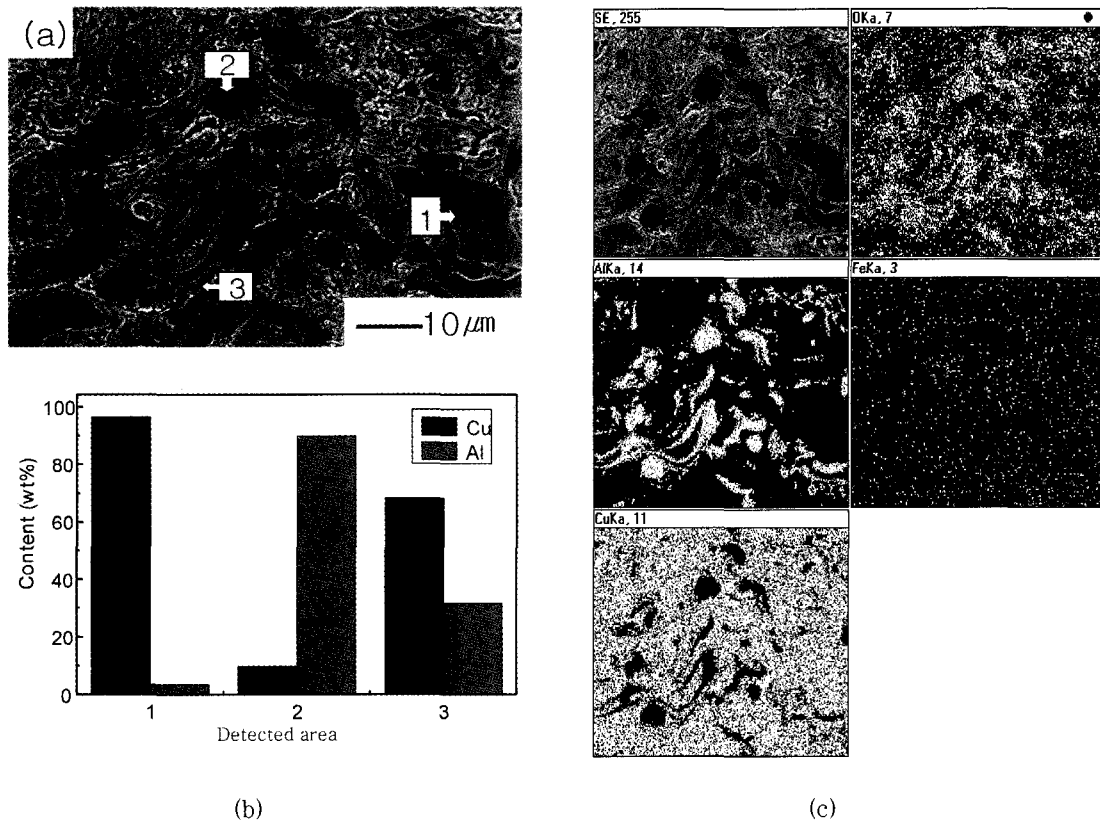 (a)
2
1
3
10 μm
Content (wt%)
100
80
60
40
20
0
Cu
Al
1 2 3
Detected area
(b)
SE, 255
OKa, 7
AlKa, 14
FeKa, 3
CuKa, 11
(c)